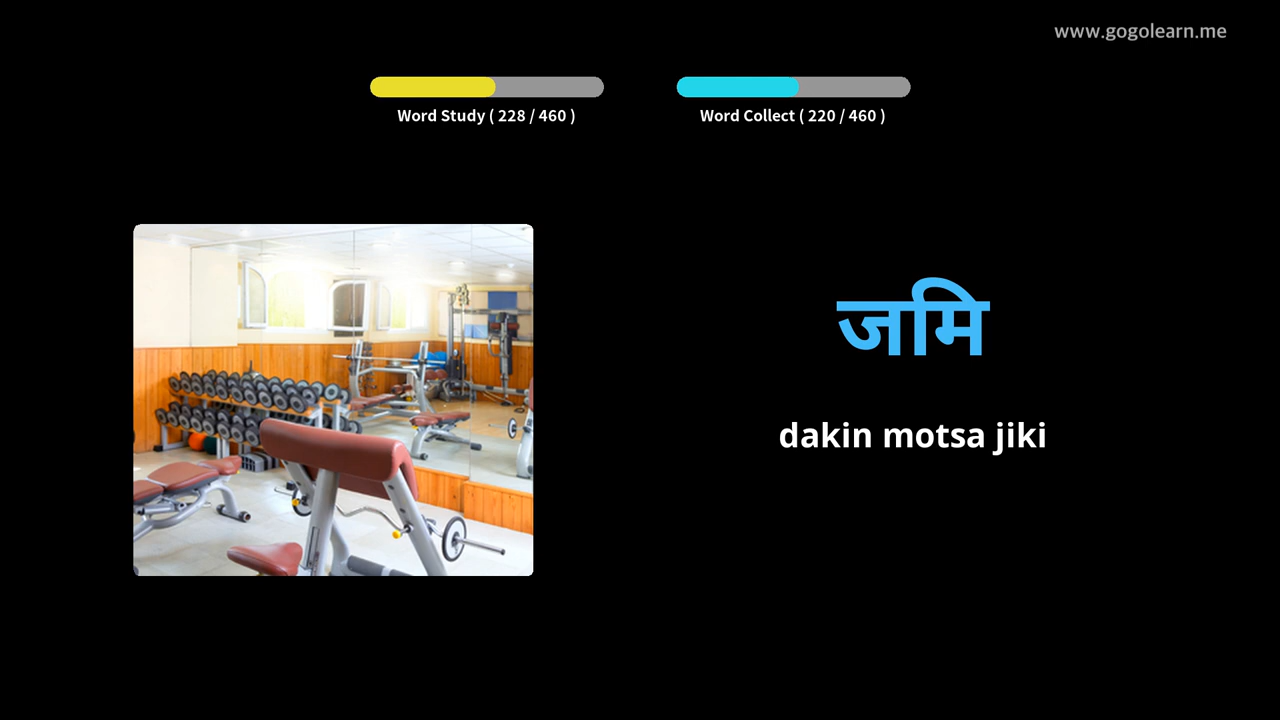 www.gogolearn.me
Word Study ( 228 / 460 )
Word Collect ( 220 / 460 )
जमि
dakin motsa jiki